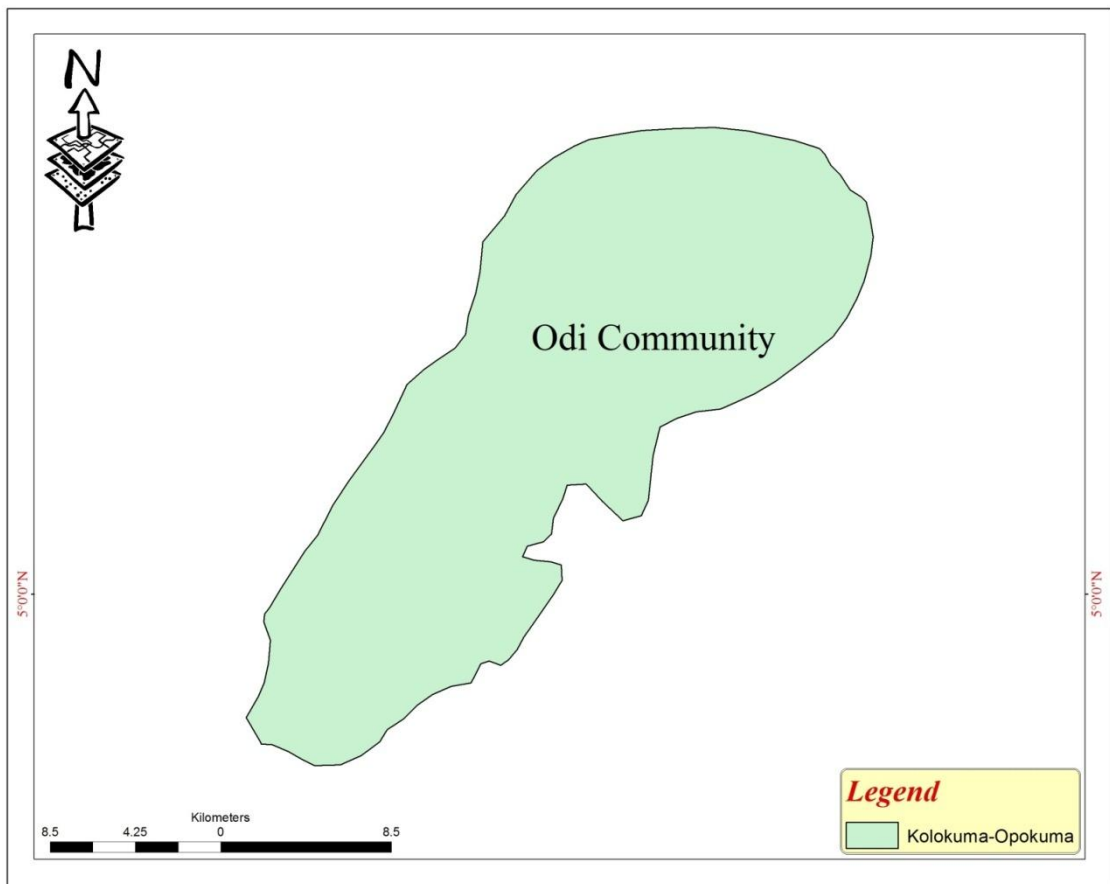 N
Odi Community
5°0'0"N
5°0'0"N
Kilometers
8.5 4.25 0 8.5
Legend
Kolokuma-Opokuma